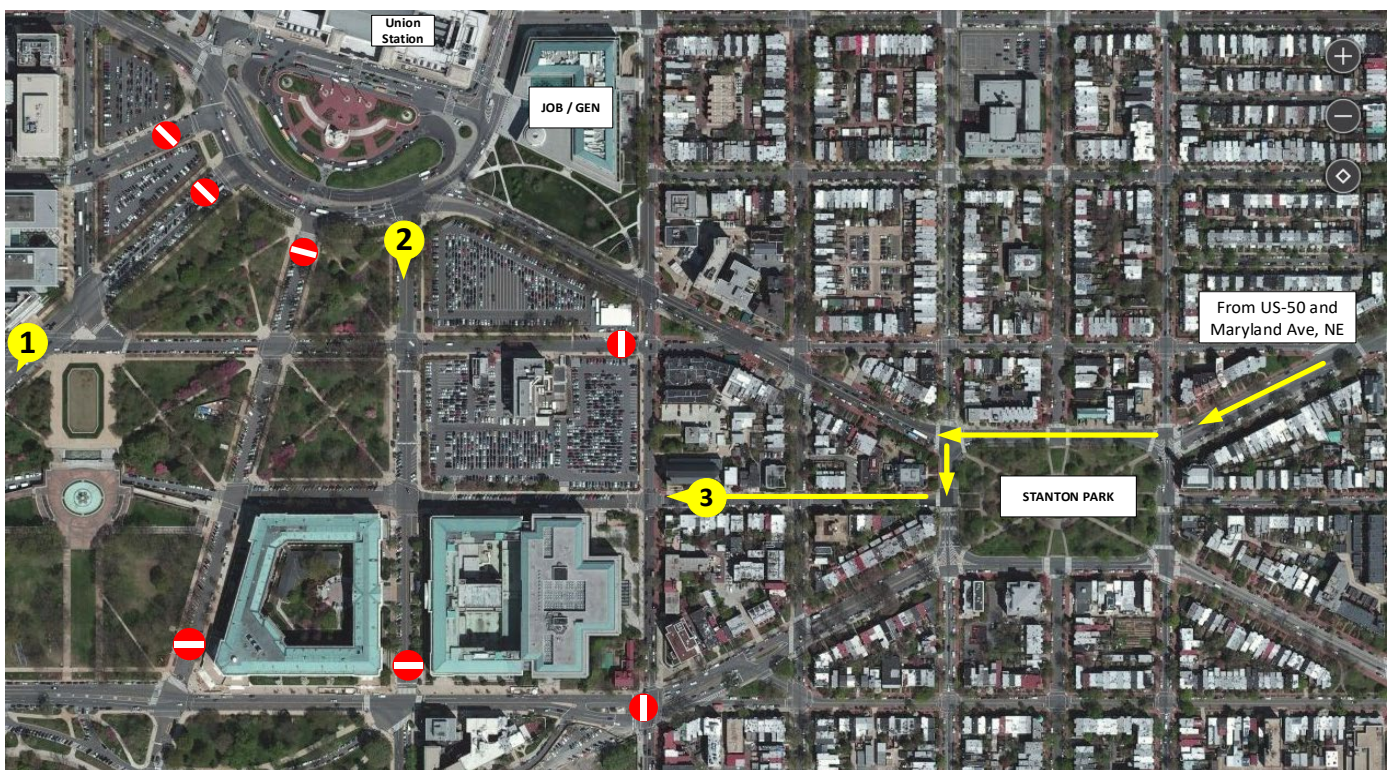 Union
Station
JOB / GEN
2
From US-50 and
Maryland Ave, NE
1
3
STANTON PARK